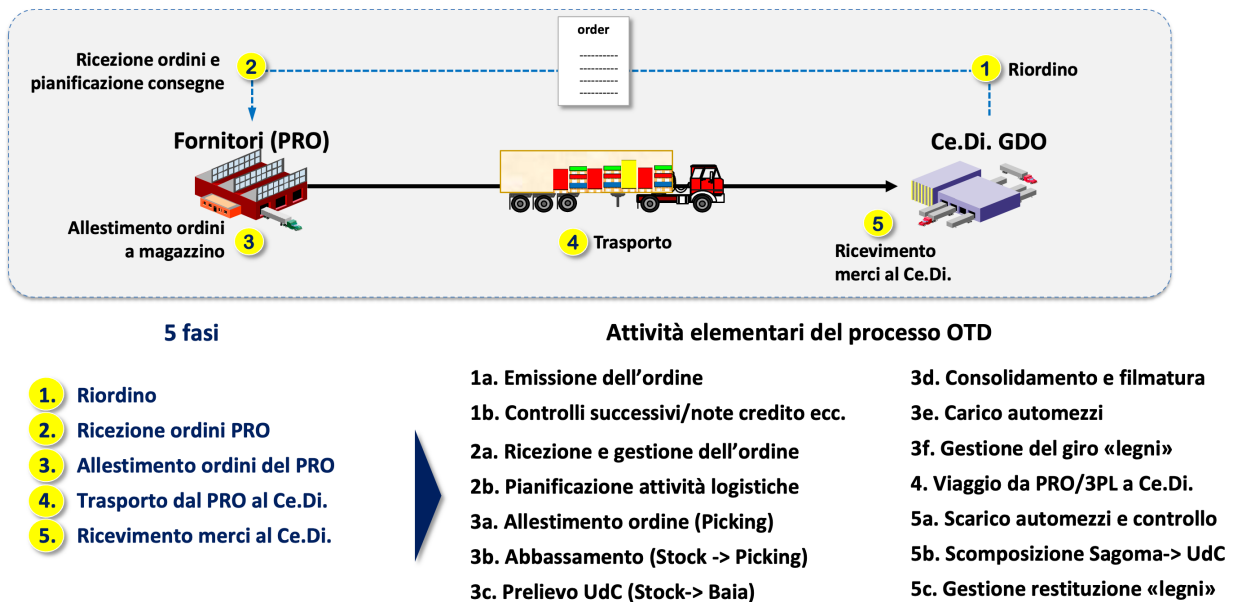 order
Ricezione ordini e
pianificazione consegne
2
1
Riordino
Fornitori (PRO)
Ce.Di. GDO
Allestimento ordini
a magazzino
3
4
Trasporto
5
Ricevimento
merci al Ce.Di.
5 fasi
1. Riordino
2. Ricezione ordini PRO
3. Allestimento ordini del PRO
4. Trasporto dal PRO al Ce.Di.
5. Ricevimento merci al Ce.Di.
Attività elementari del processo OTD
1a. Emissione dell’ordine
1b. Controlli successivi/note credito ecc.
2a. Ricezione e gestione dell’ordine
2b. Pianificazione attività logistiche
3a. Allestimento ordine (Picking)
3b. Abbassamento (Stock -> Picking)
3c. Prelievo UdC (Stock-> Baia)
3d. Consolidamento e filmatura
3e. Carico automezzi
3f. Gestione del giro «legni»
4. Viaggio da PRO/3PL a Ce.Di.
5a. Scarico automezzi e controllo
5b. Scomposizione Sagoma-> UdC
5c. Gestione restituzione «legni»